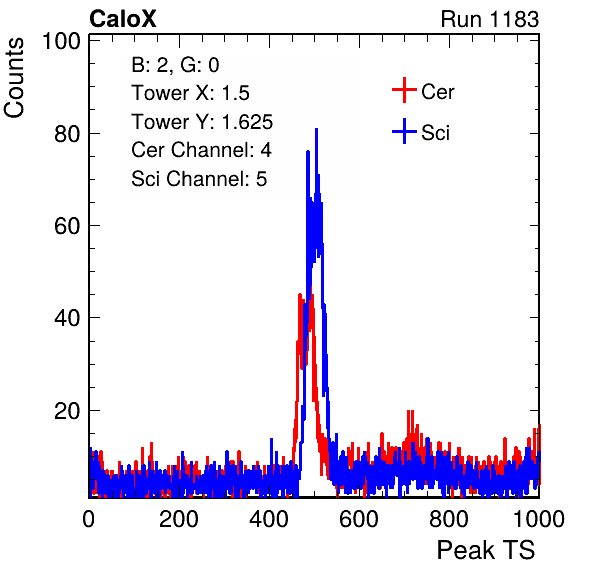 CaloX Run 1183
Counts
100
80
60
40
20
B: 2, G: 0
Tower X: 1.5
Tower Y: 1.625
Cer Channel: 4
Sci Channel: 5
Cer
Sci
0 200 400 600 800 1000
Peak TS